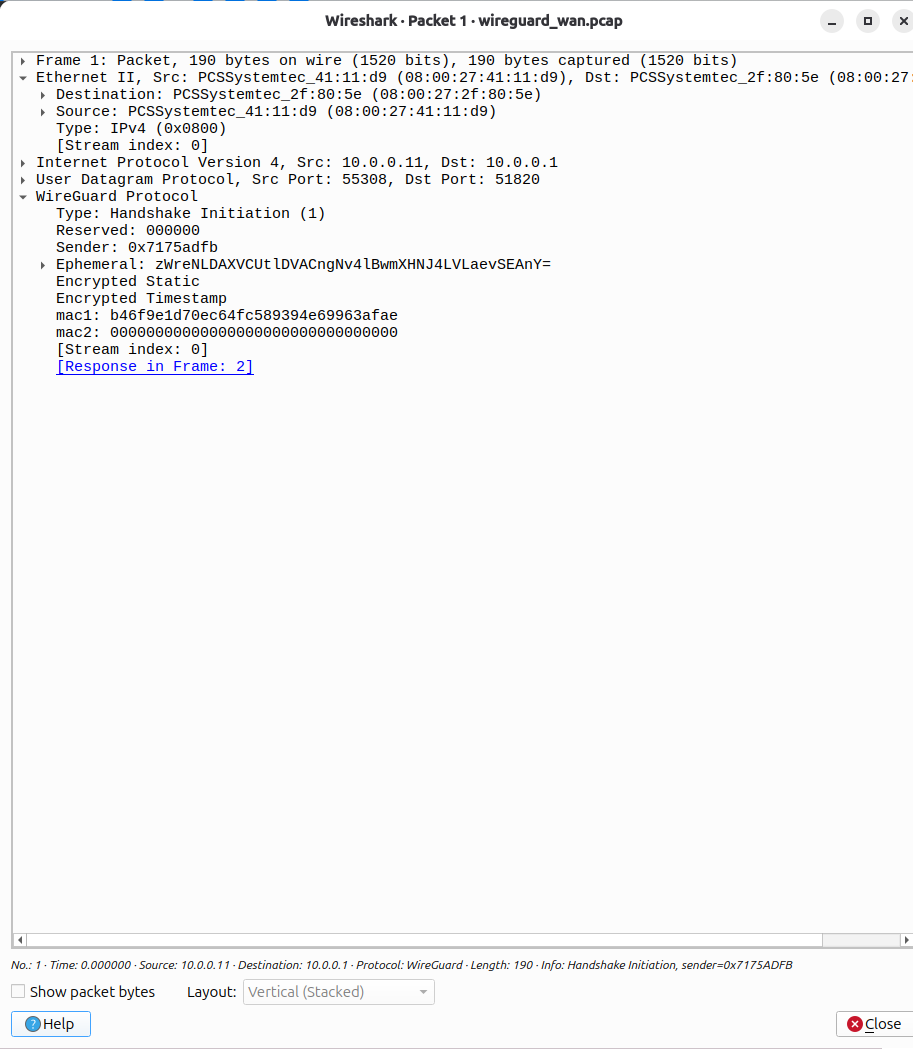 Wireshark · Packet 1 · wireguard_wan.pcap
Frame 1: Packet, 190 bytes on wire (1520 bits), 190 bytes captured (1520 bits)
Ethernet II, Src: PCSSystemtec_41:11:d9 (08:00:27:41:11:d9), Dst: PCSSystemtec_2f:80:5e (08:00:27:
Destination: PCSSystemtec_2f:80:5e (08:00:27:2f:80:5e)
Source: PCSSystemtec_41:11:d9 (08:00:27:41:11:d9)
Type: IPv4 (0x0800)
[Stream index: 0]
Internet Protocol Version 4, Src: 10.0.0.11, Dst: 10.0.0.1
User Datagram Protocol, Src Port: 55308, Dst Port: 51820
WireGuard Protocol
Type: Handshake Initiation (1)
Reserved: 000000
Sender: 0x7175adfb
Ephemeral: zWreNLDAXVCUtlDVACngNv4lBwmXHNJ4LVLaevSEAnY=
Encrypted Static
Encrypted Timestamp
mac1: b46f9e1d70ec64fc589394e69963afae
mac2: 00000000000000000000000000000000
[Stream index: 0]
[Response in Frame: 2]
No.: 1 · Time: 0.000000 · Source: 10.0.0.11 · Destination: 10.0.0.1 · Protocol: WireGuard · Length: 190 · Info: Handshake Initiation, sender=0x7175ADFB
Show packet bytes Layout: Vertical (Stacked)
Help Close